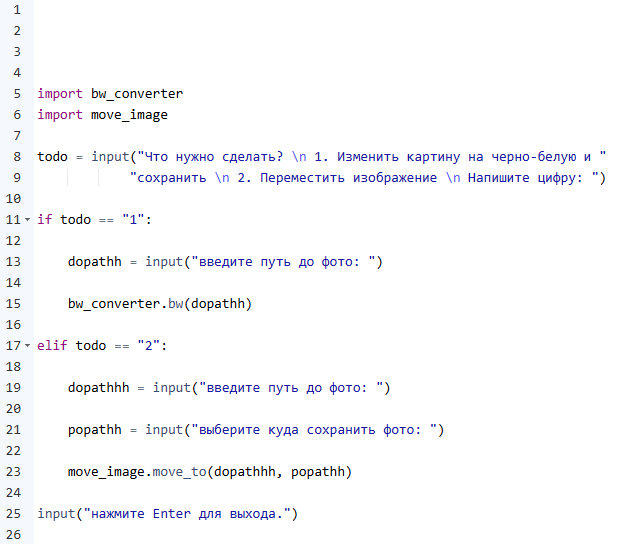 1
2
3
4
5 import bw_converter
6 import move_image
7
8 todo = input("Что нужно сделать? \n 1. Изменить картину на черно-белую и "
9             "сохранить \n 2. Переместить изображение \n Напишите цифру: ")
10
11 if todo == "1":
12
13     dopathh = input("введите путь до фото: ")
14
15     bw_converter.bw(dopathh)
16
17 elif todo == "2":
18
19     dopathhh = input("введите путь до фото: ")
20
21     popathh = input("выберите куда сохранить фото: ")
22
23     move_image.move_to(dopathhh, popathh)
24
25 input("нажмите Enter для выхода.")
26